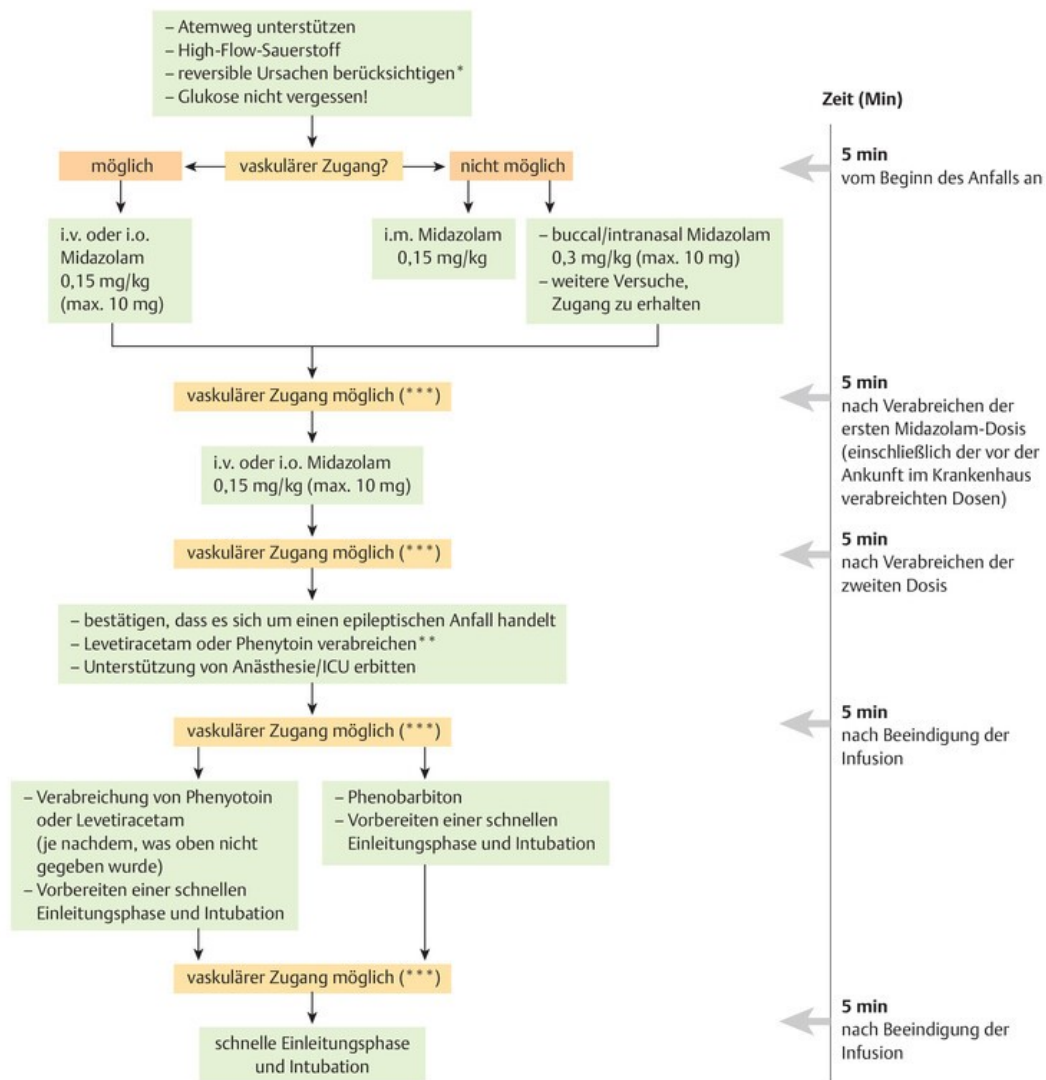 – Atemweg unterstützen
– High-Flow-Sauerstoff
– reversible Ursachen berücksichtigen*
– Glukose nicht vergessen!
Zeit (Min)
möglich
vaskulärer Zugang?
nicht möglich
5 min
vom Beginn des Anfalls an
i.v. oder i.o.
Midazolam
0,15 mg/kg
(max. 10 mg)
i.m. Midazolam
0,15 mg/kg
– buccal/intranasal Midazolam
0,3 mg/kg (max. 10 mg)
– weitere Versuche,
Zugang zu erhalten
vaskulärer Zugang möglich (***)
5 min
nach Verabreichen der
ersten Midazolam-Dosis
(einschließlich der vor der
Ankunft im Krankenhaus
verabreichten Dosen)
i.v. oder i.o. Midazolam
0,15 mg/kg (max. 10 mg)
vaskulärer Zugang möglich (***)
5 min
nach Verabreichen der
zweiten Dosis
– bestätigen, dass es sich um einen epileptischen Anfall handelt
– Levetiracetam oder Phenytoin verabreichen**
– Unterstützung von Anästhesie/ICU erbitten
vaskulärer Zugang möglich (***)
5 min
nach Beeindigung der
Infusion
– Verabreichung von Phenyotoin
oder Levetiracetam
(je nachdem, was oben nicht
gegeben wurde)
– Vorbereiten einer schnellen
Einleitungsphase und Intubation
– Phenobarbiton
– Vorbereiten einer schnellen
Einleitungsphase und Intubation
vaskulärer Zugang möglich (***)
5 min
nach Beeindigung der
Infusion
schnelle Einleitungsphase
und Intubation